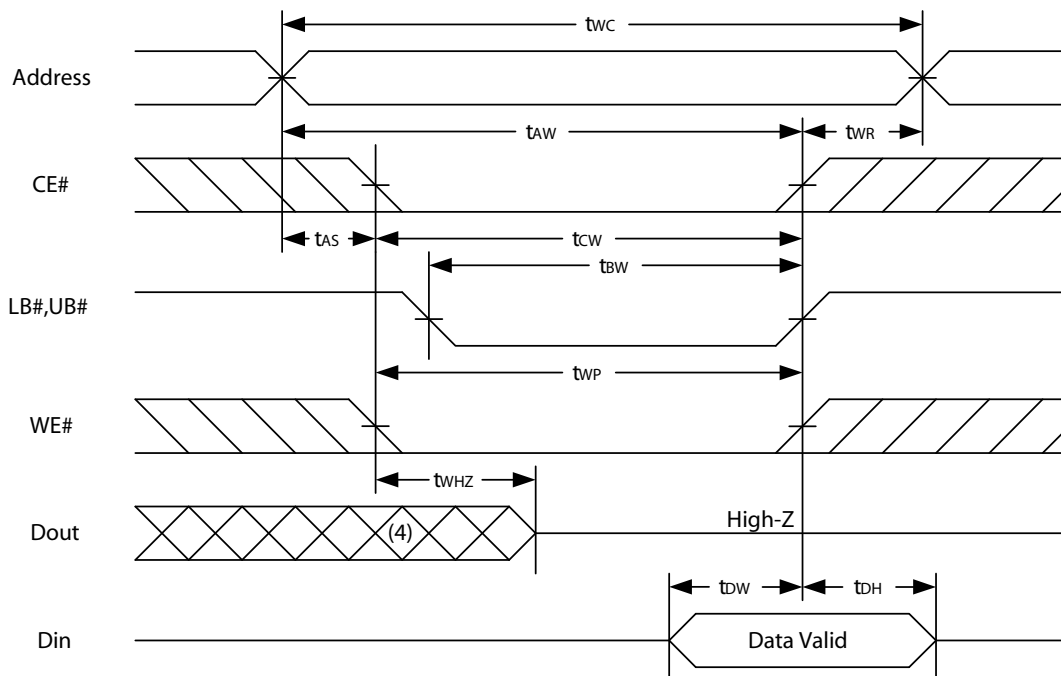 tWC
Address
tAW
tWR
CE#
tAS
tCW
tBW
LB#,UB#
tWP
WE#
tWHZ
Dout
(4)
High-Z
tDW
tDH
Din
Data Valid